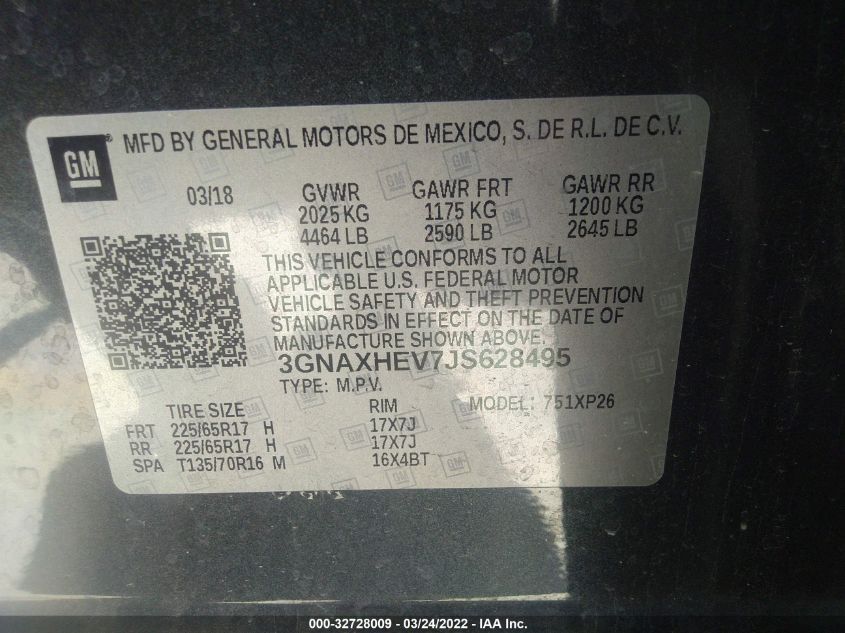 GM ® MFD BY GENERAL MOTORS DE MEXICO, S. DE R.L. DE C.V.
03/18 GVWR GAWR FRT GAWR RR
2025 KG 1175 KG 1200 KG
4464 LB 2590 LB 2645 LB
THIS VEHICLE CONFORMS TO ALL
APPLICABLE U.S. FEDERAL MOTOR
VEHICLE SAFETY AND THEFT PREVENTION
STANDARDS IN EFFECT ON THE DATE OF
MANUFACTURE SHOWN ABOVE.
3GNAXHEV7JS628495
TYPE: M.P.V. MODEL: 751XP26
TIRE SIZE RIM
FRT 225/65R17 H 17X7J
RR 225/65R17 H 17X7J
SPA T135/70R16 M 16X4BT
000-32728009 - 03/24/2022 - IAA Inc.